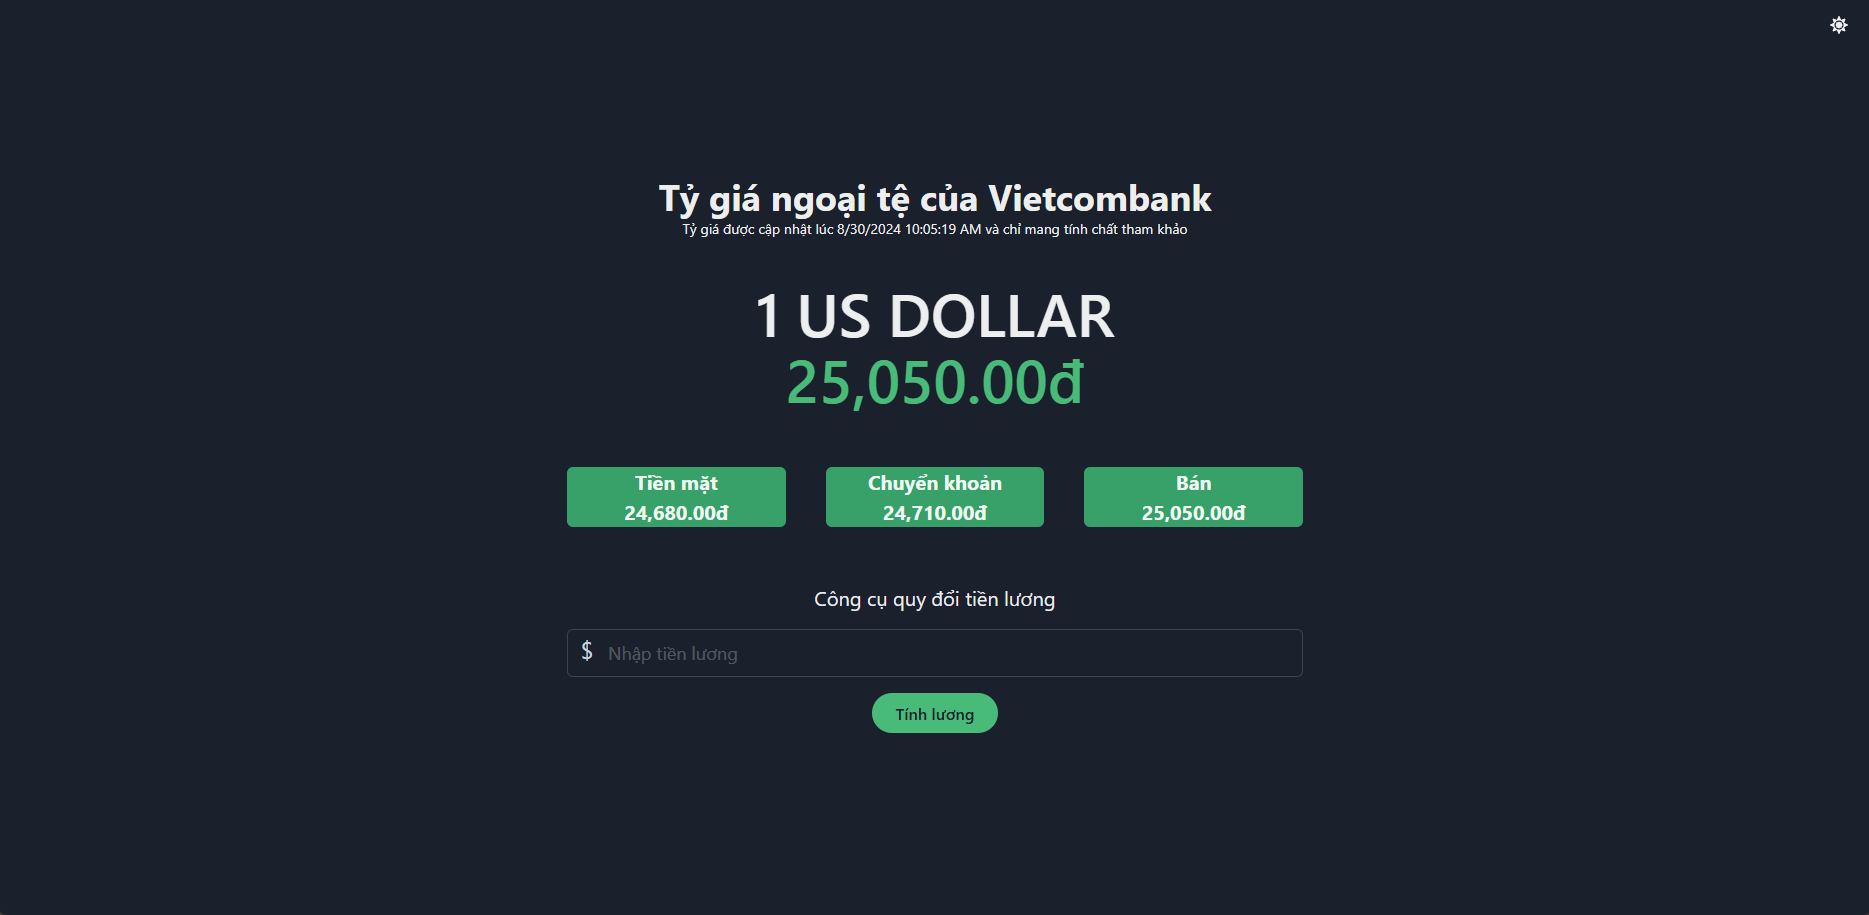 Tỷ giá ngoại tệ của Vietcombank
Tỷ giá được cập nhật lúc 8/30/2024 10:05:19 AM và chỉ mang tính chất tham khảo
1 US DOLLAR
25,050.00đ
Tiền mặt
24,680.00đ
Chuyển khoản
24,710.00đ
Bán
25,050.00đ
Công cụ quy đổi tiền lương
$ Nhập tiền lương
Tính lương